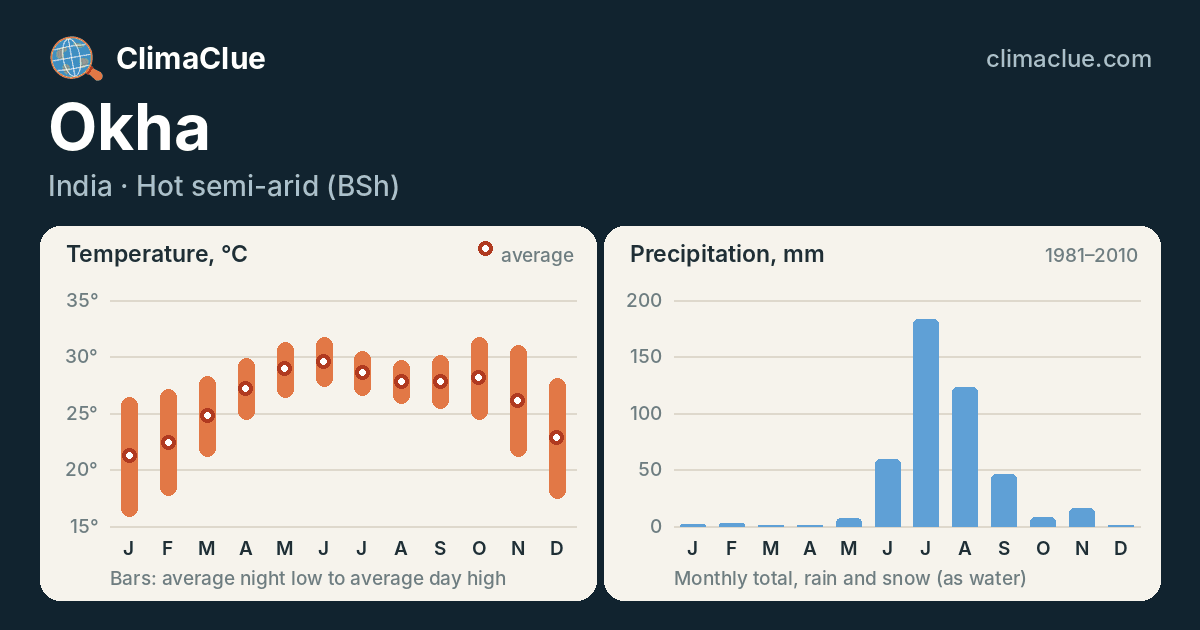 ClimaClue
climaclue.com
Okha
India · Hot semi-arid (BSh)
Temperature, °C
average
35°
30°
25°
20°
15°
J F M A M J J A S O N D
Bars: average night low to average day high
Precipitation, mm
1981–2010
200
150
100
50
0
J F M A M J J A S O N D
Monthly total, rain and snow (as water)